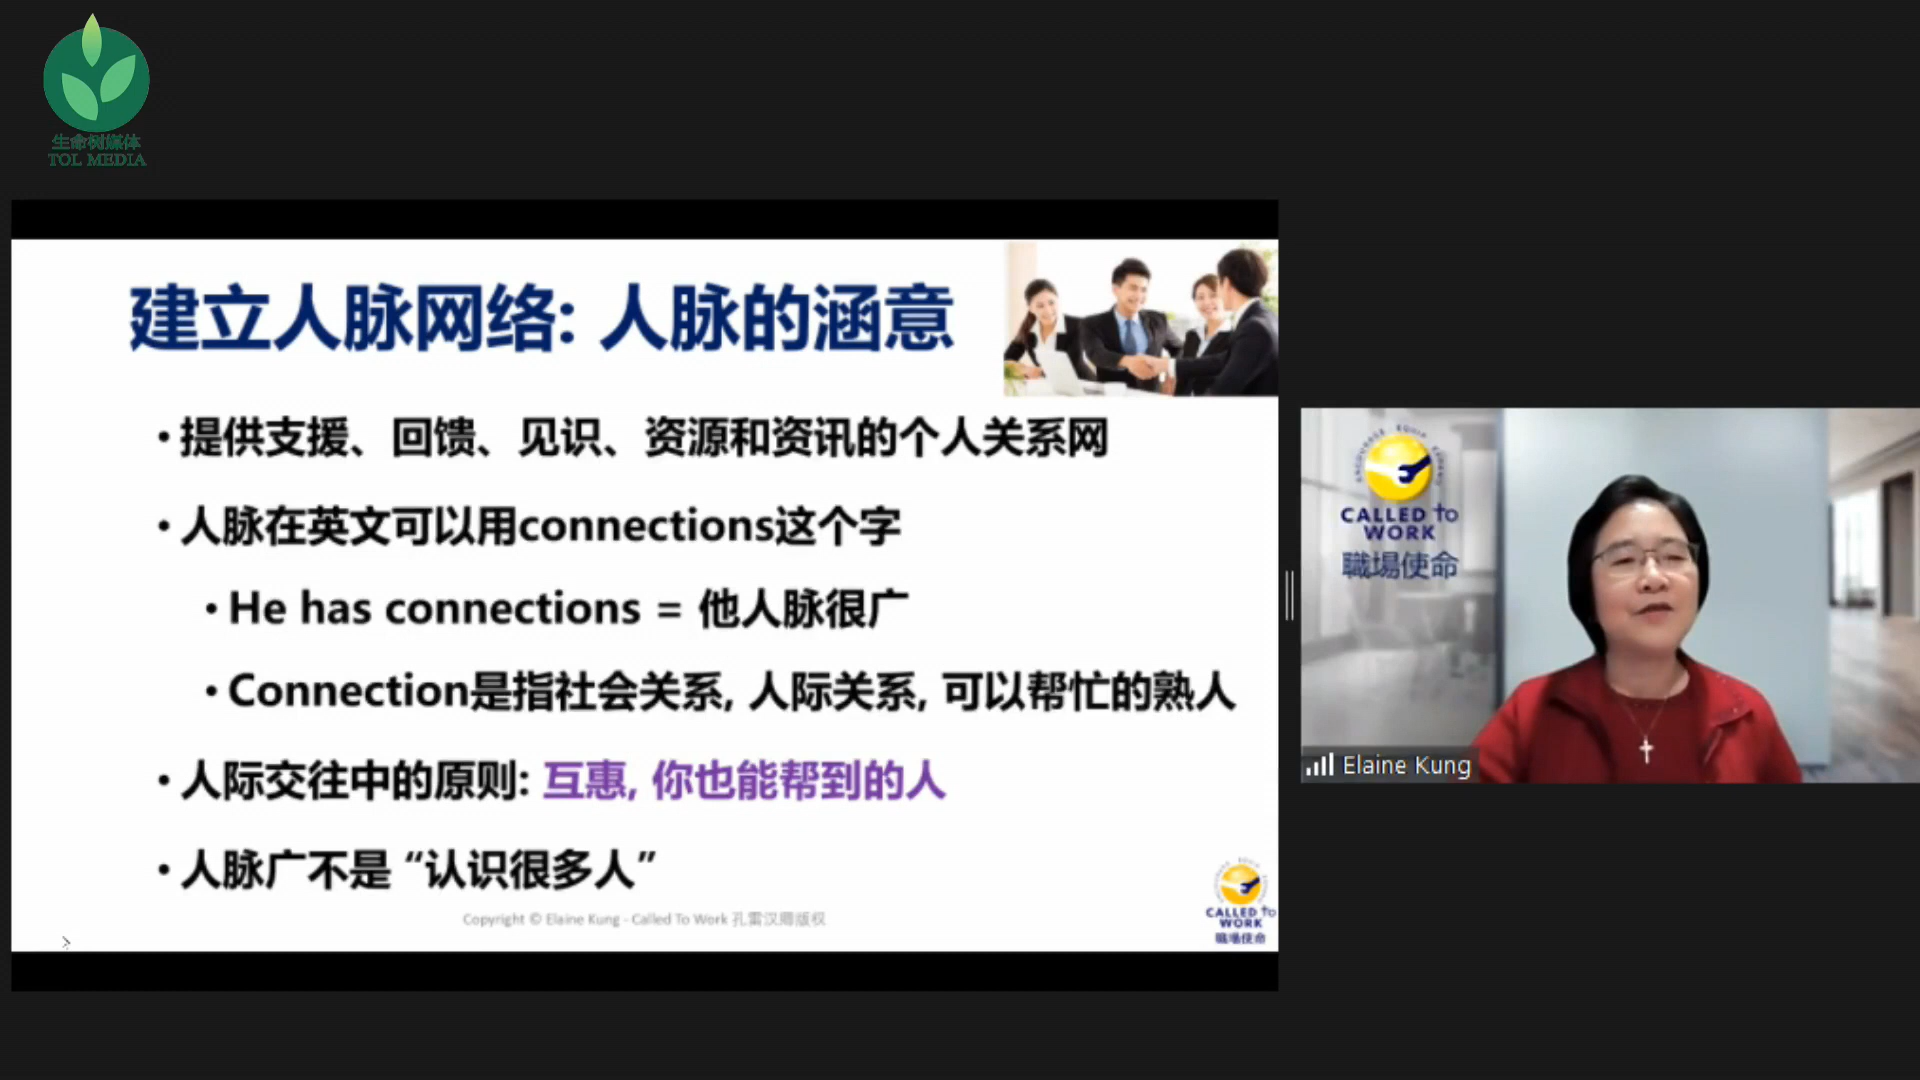 生命树媒体
TOL MEDIA
建立人脉网络: 人脉的涵意
•提供支援、回馈、见识、资源和资讯的个人关系网
•人脉在英文可以用connections这个字
•He has connections = 他人脉很广
•Connection是指社会关系, 人际关系, 可以帮忙的熟人
•人际交往中的原则: 互惠, 你也能帮到的人
•人脉广不是 “认识很多人”
Copyright © Elaine Kung - Called To Work 孔雷汉卿版权
CALLED to
WORK
職場使命
CALLED to
WORK
職場使命
Elaine Kung